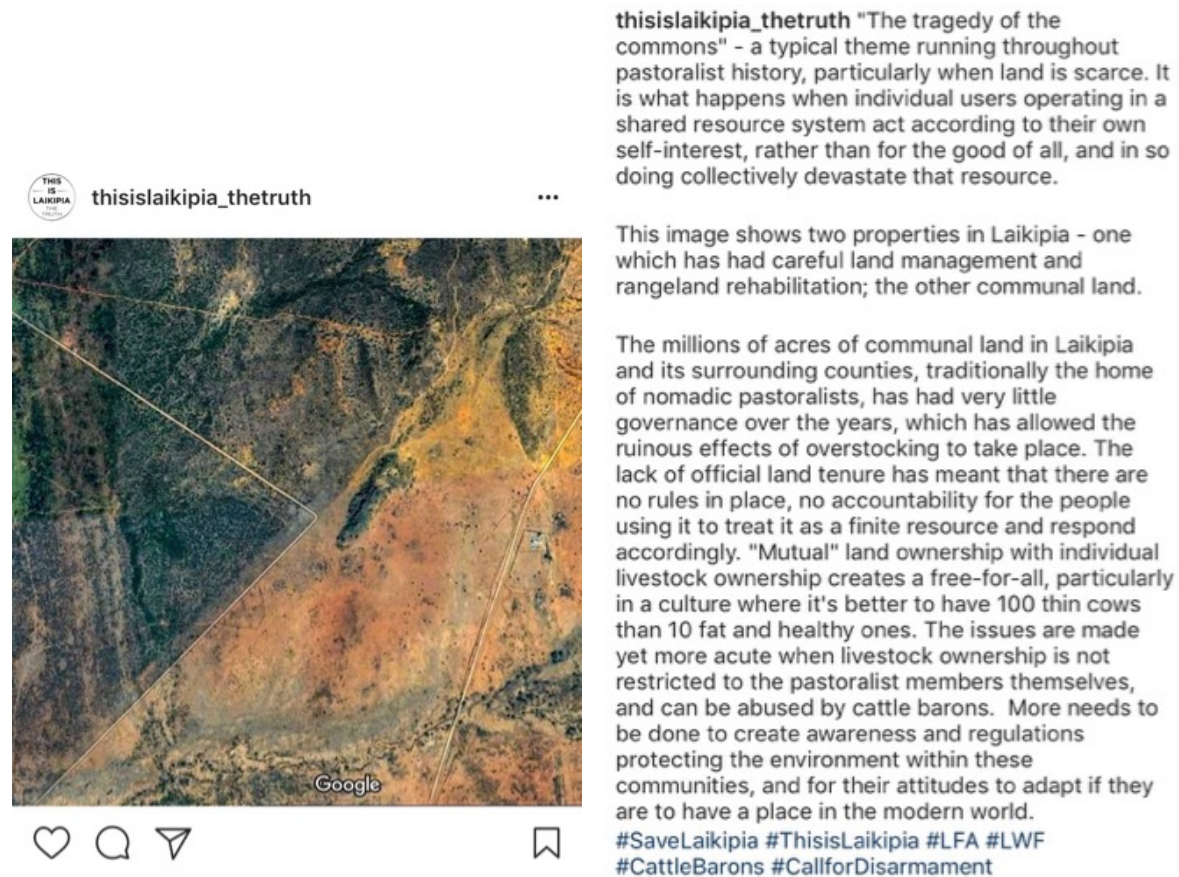 THIS
IS
LAIKIPIA
THE
TRUTH
thisislaikipia_thetruth
Google
thisislaikipia_thetruth "The tragedy of the
commons" - a typical theme running throughout
pastoralist history, particularly when land is scarce. It
is what happens when individual users operating in a
shared resource system act according to their own
self-interest, rather than for the good of all, and in so
doing collectively devastate that resource.
This image shows two properties in Laikipia - one
which has had careful land management and
rangeland rehabilitation; the other communal land.
The millions of acres of communal land in Laikipia
and its surrounding counties, traditionally the home
of nomadic pastoralists, has had very little
governance over the years, which has allowed the
ruinous effects of overstocking to take place. The
lack of official land tenure has meant that there are
no rules in place, no accountability for the people
using it to treat it as a finite resource and respond
accordingly. "Mutual" land ownership with individual
livestock ownership creates a free-for-all, particularly
in a culture where it's better to have 100 thin cows
than 10 fat and healthy ones. The issues are made
yet more acute when livestock ownership is not
restricted to the pastoralist members themselves,
and can be abused by cattle barons.  More needs to
be done to create awareness and regulations
protecting the environment within these
communities, and for their attitudes to adapt if they
are to have a place in the modern world.
#SaveLaikipia #ThisisLaikipia #LFA #LWF
#CattleBarons #CallforDisarmament